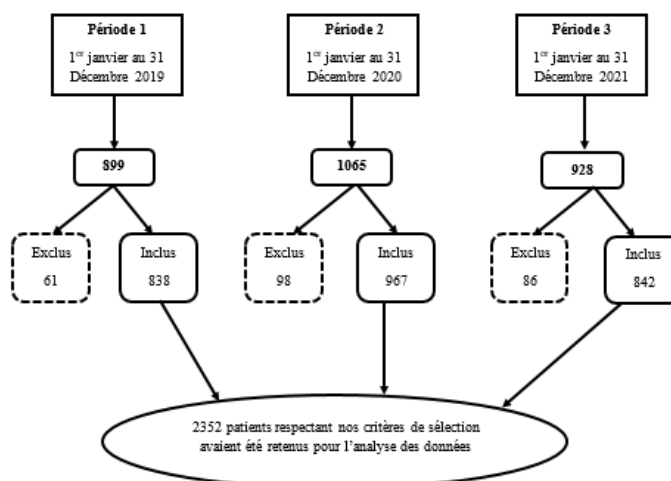 Période 1
1er janvier au 31
Décembre 2019
Période 2
1er janvier au 31
Décembre 2020
Période 3
1er janvier au 31
Décembre 2021
899
1065
928
Exclus
61
Inclus
838
Exclus
98
Inclus
967
Exclus
86
Inclus
842
2352 patients respectant nos critères de sélection
avaient été retenus pour l'analyse des données